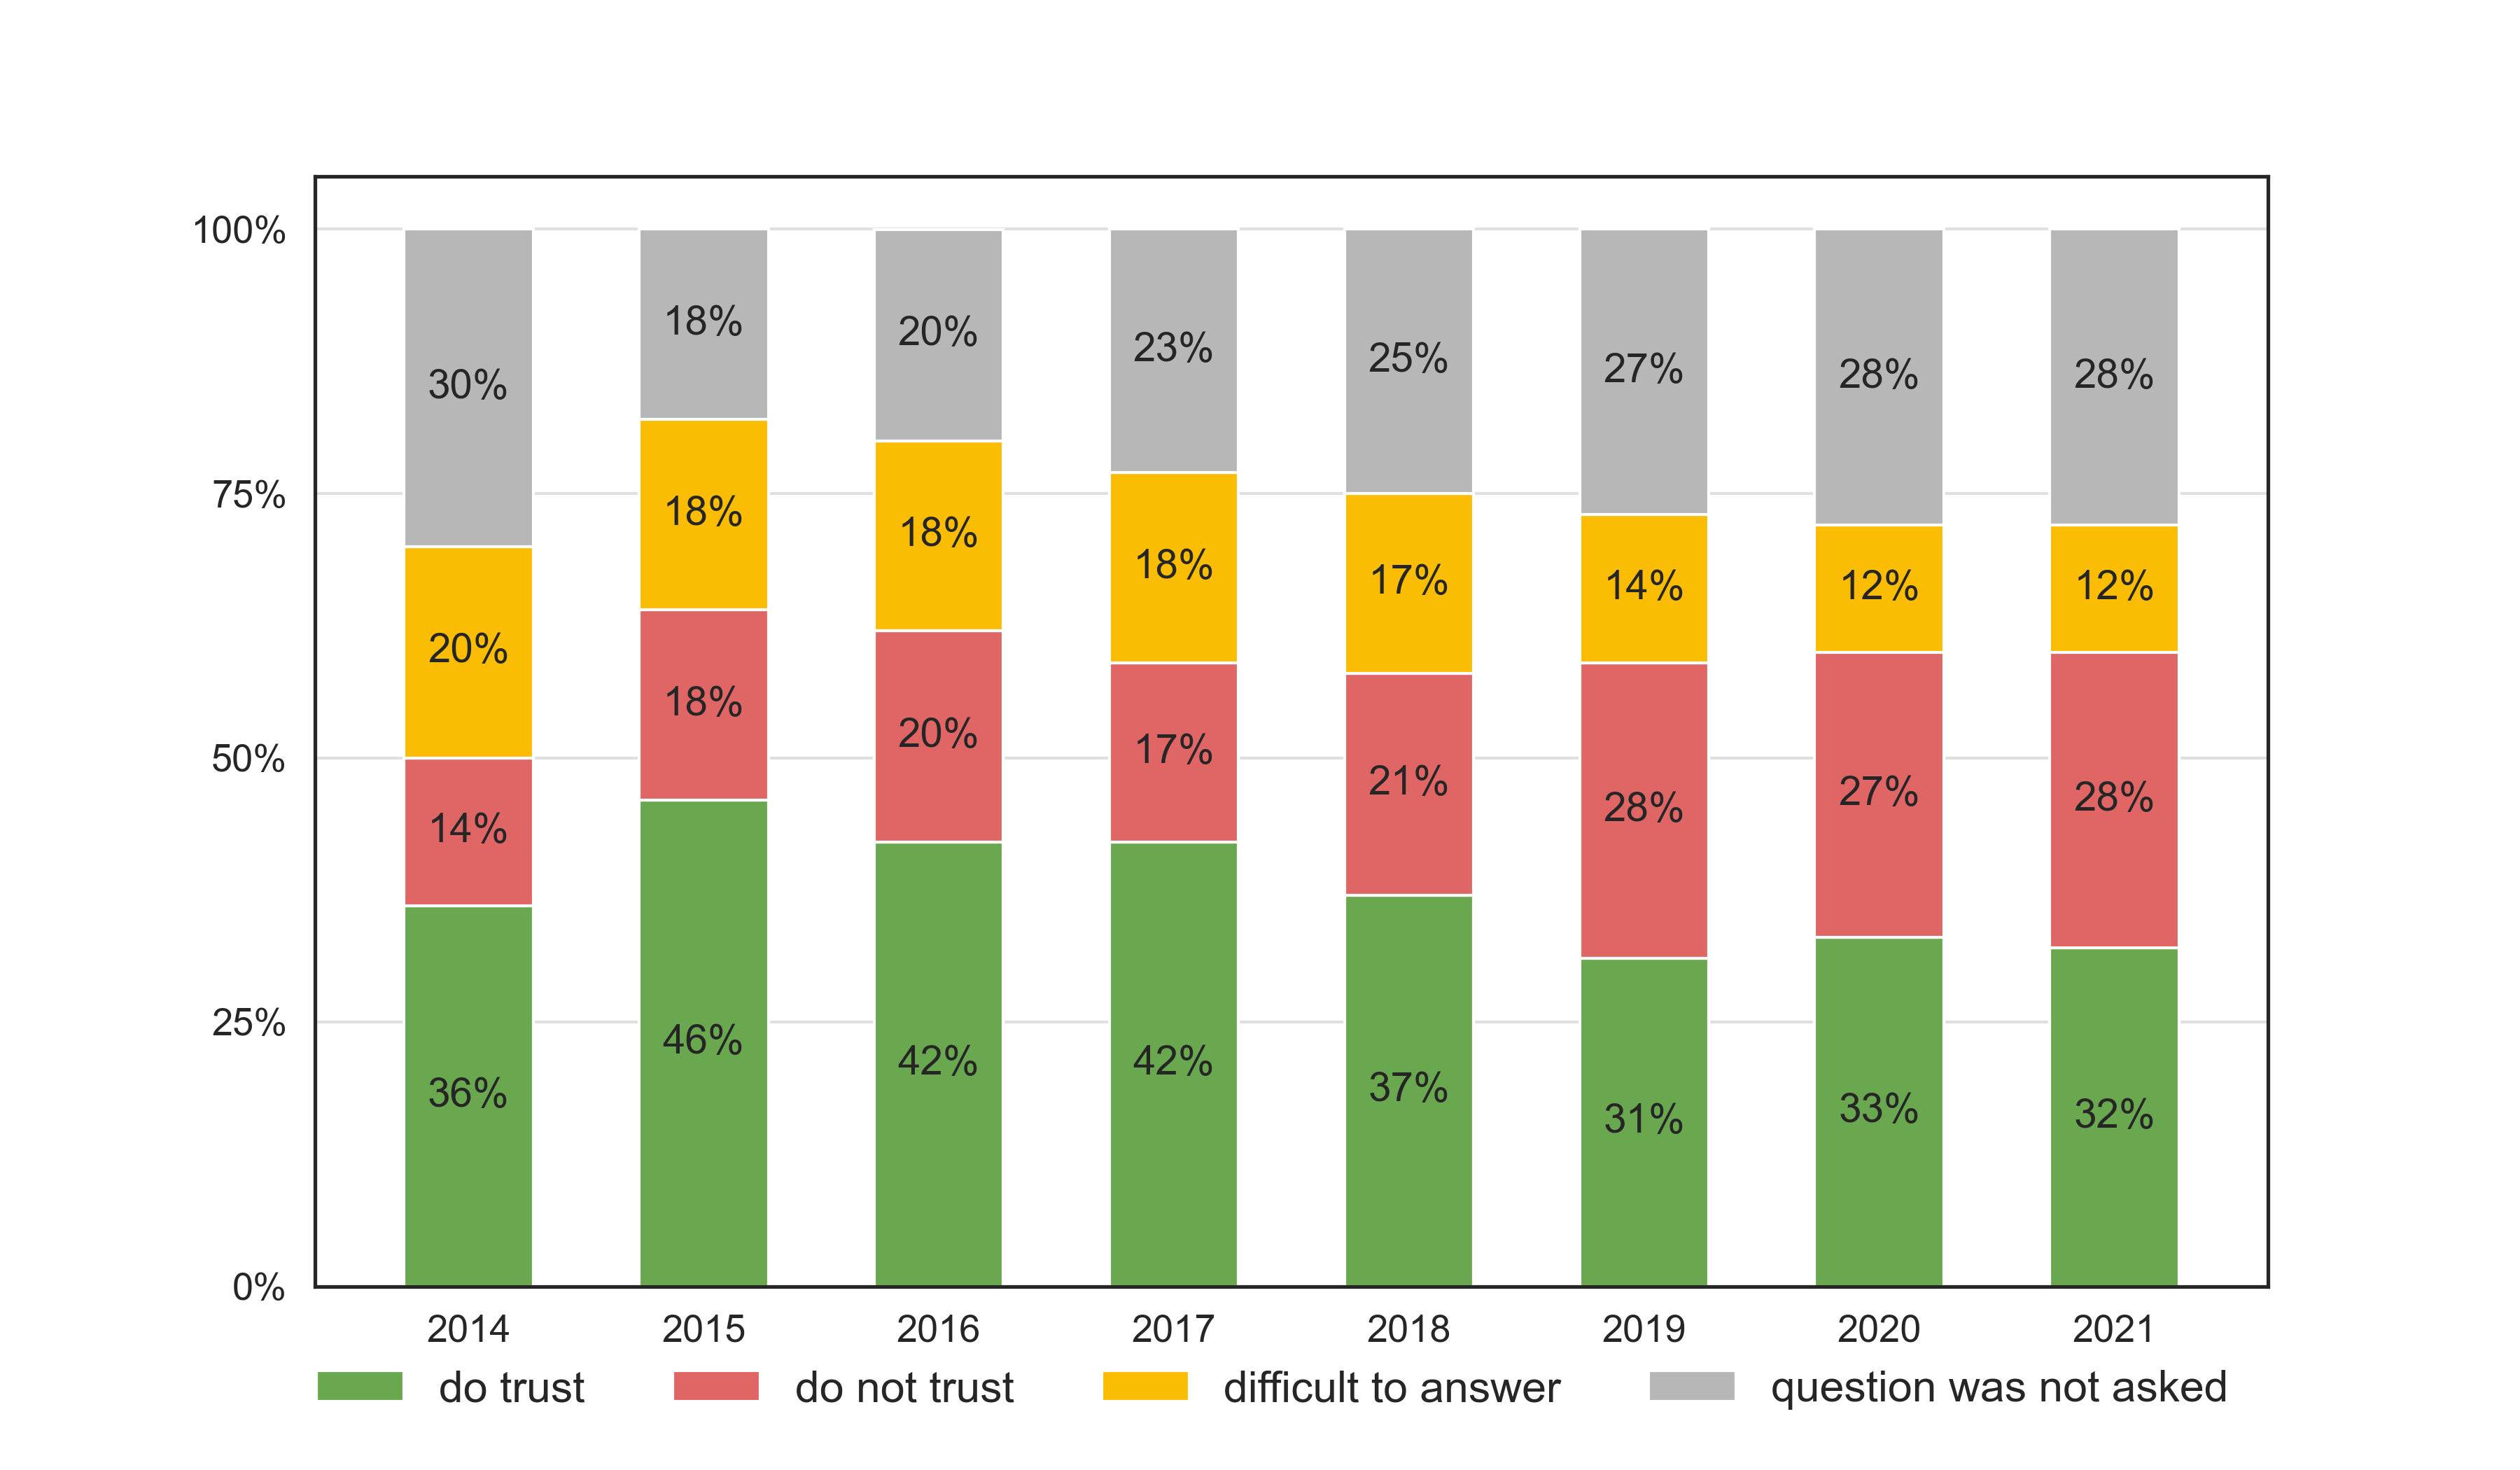 100%
75%
50%
25%
0%
30% 18% 20% 23% 25% 27% 28% 28%
20% 18% 18% 18% 17% 14% 12% 12%
14% 18% 20% 17% 21% 28% 27% 28%
36% 46% 42% 42% 37% 31% 33% 32%
2014 2015 2016 2017 2018 2019 2020 2021
do trust do not trust difficult to answer question was not asked